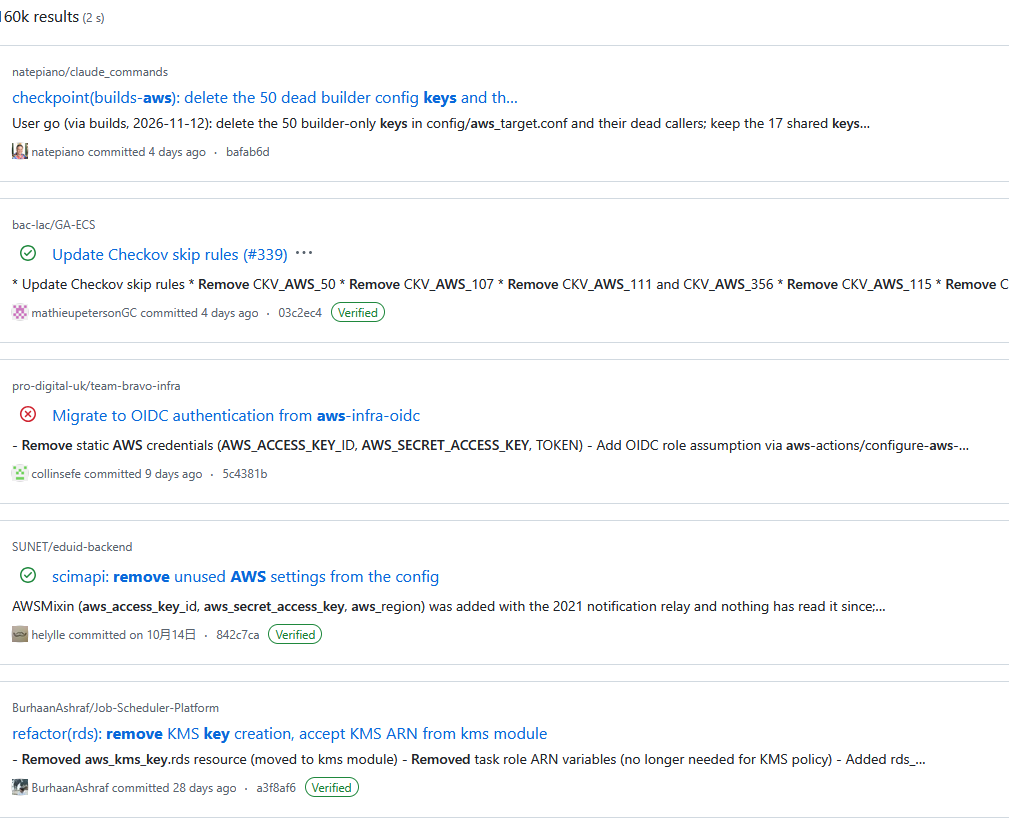 160k results (2 s)
natepiano/claude_commands
checkpoint(builds-aws): delete the 50 dead builder config keys and th...
User go (via builds, 2026-11-12): delete the 50 builder-only keys in config/aws_target.conf and their dead callers; keep the 17 shared keys...
natepiano committed 4 days ago · bafab6d
bac-lac/GA-ECS
Update Checkov skip rules (#339) ···
* Update Checkov skip rules * Remove CKV_AWS_50 * Remove CKV_AWS_107 * Remove CKV_AWS_111 and CKV_AWS_356 * Remove CKV_AWS_115 * Remove C
mathieupetersonGC committed 4 days ago · 03c2ec4 Verified
pro-digital-uk/team-bravo-infra
Migrate to OIDC authentication from aws-infra-oidc
- Remove static AWS credentials (AWS_ACCESS_KEY_ID, AWS_SECRET_ACCESS_KEY, TOKEN) - Add OIDC role assumption via aws-actions/configure-aws-...
collinsefe committed 9 days ago · 5c4381b
SUNET/eduid-backend
scimapi: remove unused AWS settings from the config
AWSMixin (aws_access_key_id, aws_secret_access_key, aws_region) was added with the 2021 notification relay and nothing has read it since;...
helylle committed on 10月14日 · 842c7ca Verified
BurhaanAshraf/Job-Scheduler-Platform
refactor(rds): remove KMS key creation, accept KMS ARN from kms module
- Removed aws_kms_key.rds resource (moved to kms module) - Removed task role ARN variables (no longer needed for KMS policy) - Added rds_...
BurhaanAshraf committed 28 days ago · a3f8af6 Verified